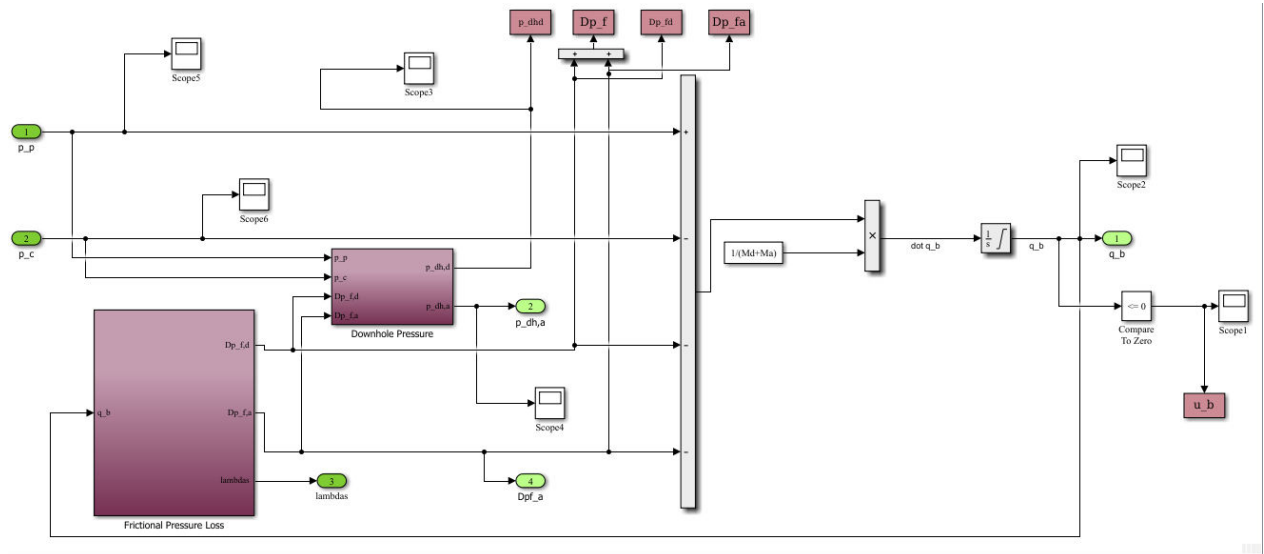 p_dhd
Dp_f
Dp_fd
Dp_fa
+ +
Scope5
Scope3
1
p_p
+
Scope6
Scope2
2
p_c
−
×
dot q_b
1
s
q_b
1
q_b
1/(Md+Ma)
p_p
p_c
Dp_f,d
Dp_f,a
p_dh,d
p_dh,a
Downhole Pressure
2
p_dh,a
<= 0
Compare
To Zero
Scope1
Dp_f,d
−
u_b
Scope4
q_b
Dp_f,a
−
lambdas
3
lambdas
4
Dpf_a
Frictional Pressure Loss